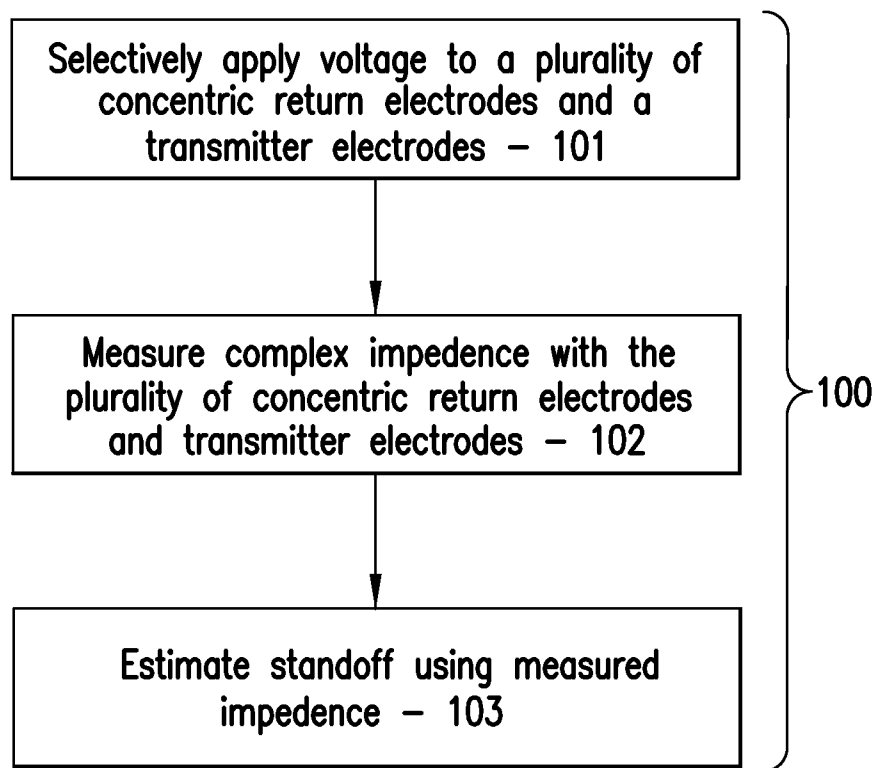 Selectively apply voltage to a plurality of
concentric return electrodes and a
transmitter electrodes – 101
Measure complex impedence with the
plurality of concentric return electrodes
and transmitter electrodes – 102
100
Estimate standoff using measured
impedence – 103